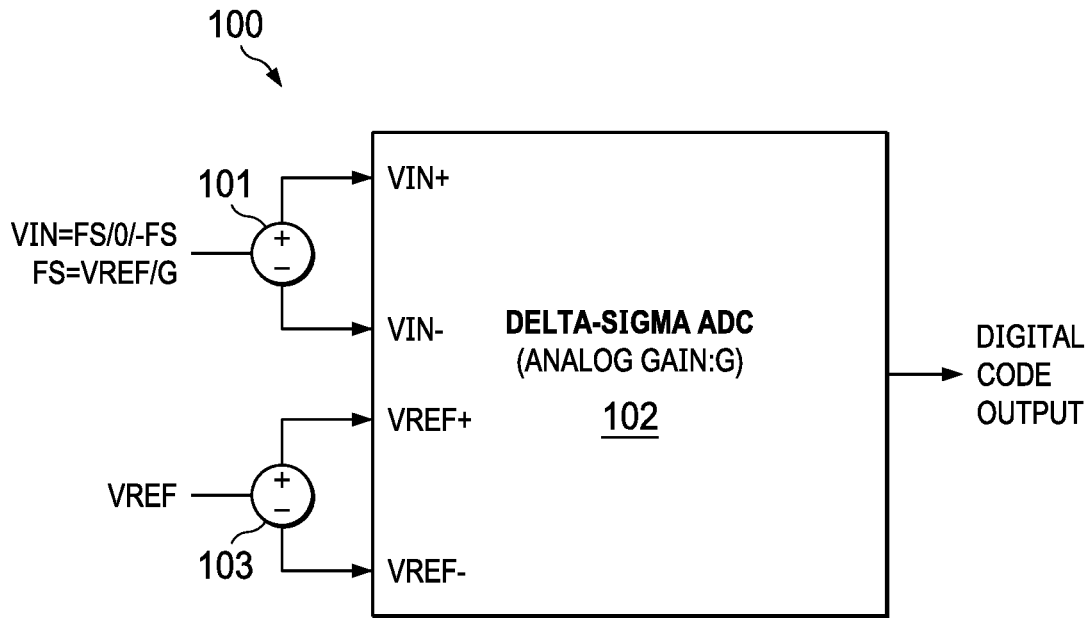 100
101
VIN=FS/0/-FS
FS=VREF/G
+
−
VIN+
VIN-
DELTA-SIGMA ADC
(ANALOG GAIN:G)
102
DIGITAL
CODE
OUTPUT
VREF+
VREF
+
−
103
VREF-